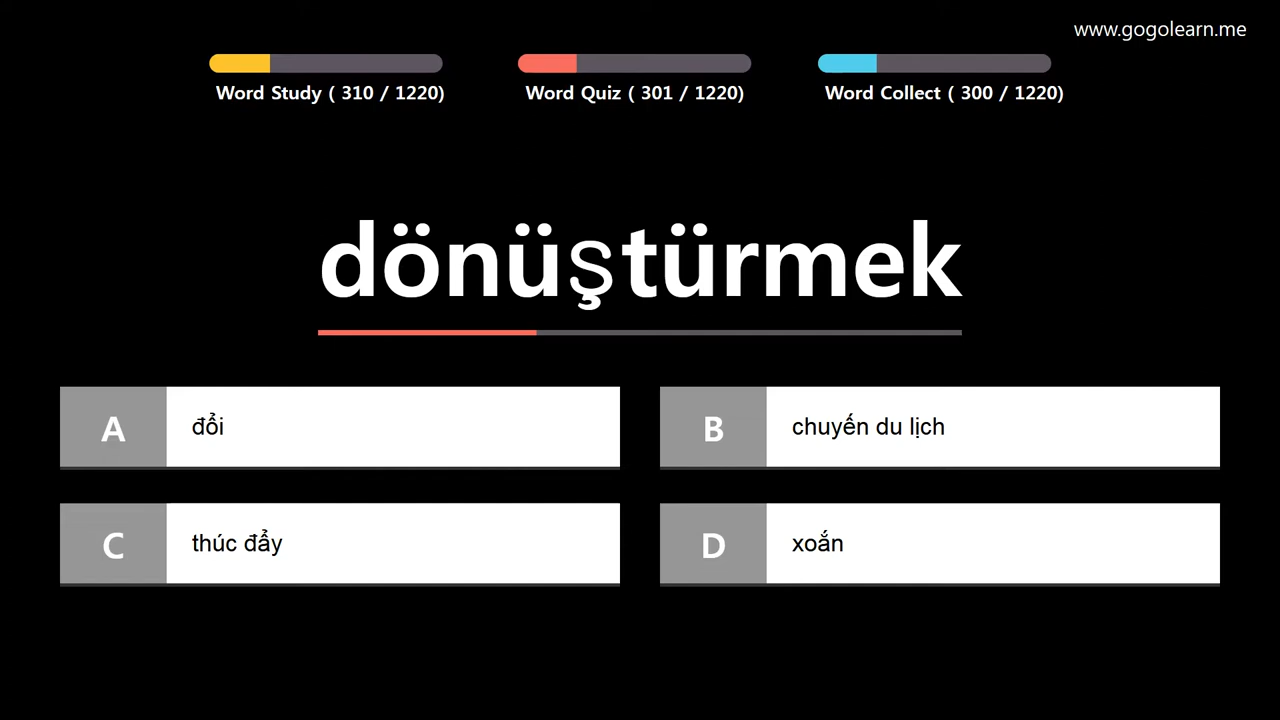 www.gogolearn.me
Word Study ( 310 / 1220)
Word Quiz ( 301 / 1220)
Word Collect ( 300 / 1220)
dönüştürmek
A đổi
B chuyến du lịch
C thúc đẩy
D xoắn